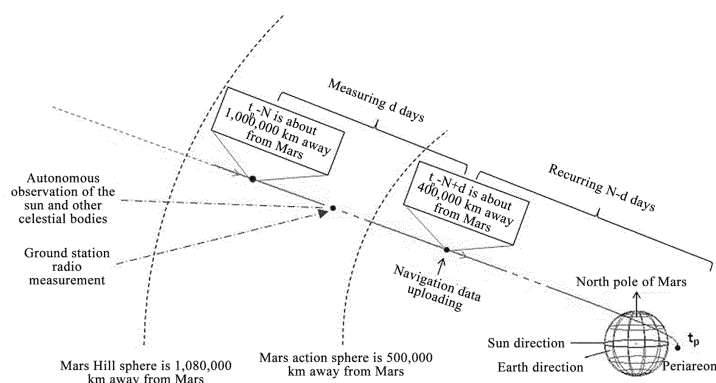 Measuring d days
tp-N is about
1,000,000 km away
from Mars
Recurring N-d days
tp-N+d is about
400,000 km away
from Mars
Autonomous
observation of the
sun and other
celestial bodies
Ground station
radio
measurement
Navigation data
uploading
North pole of Mars
tp
Sun direction
Earth direction
Periareon
Mars Hill sphere is 1,080,000
km away from Mars
Mars action sphere is 500,000
km away from Mars